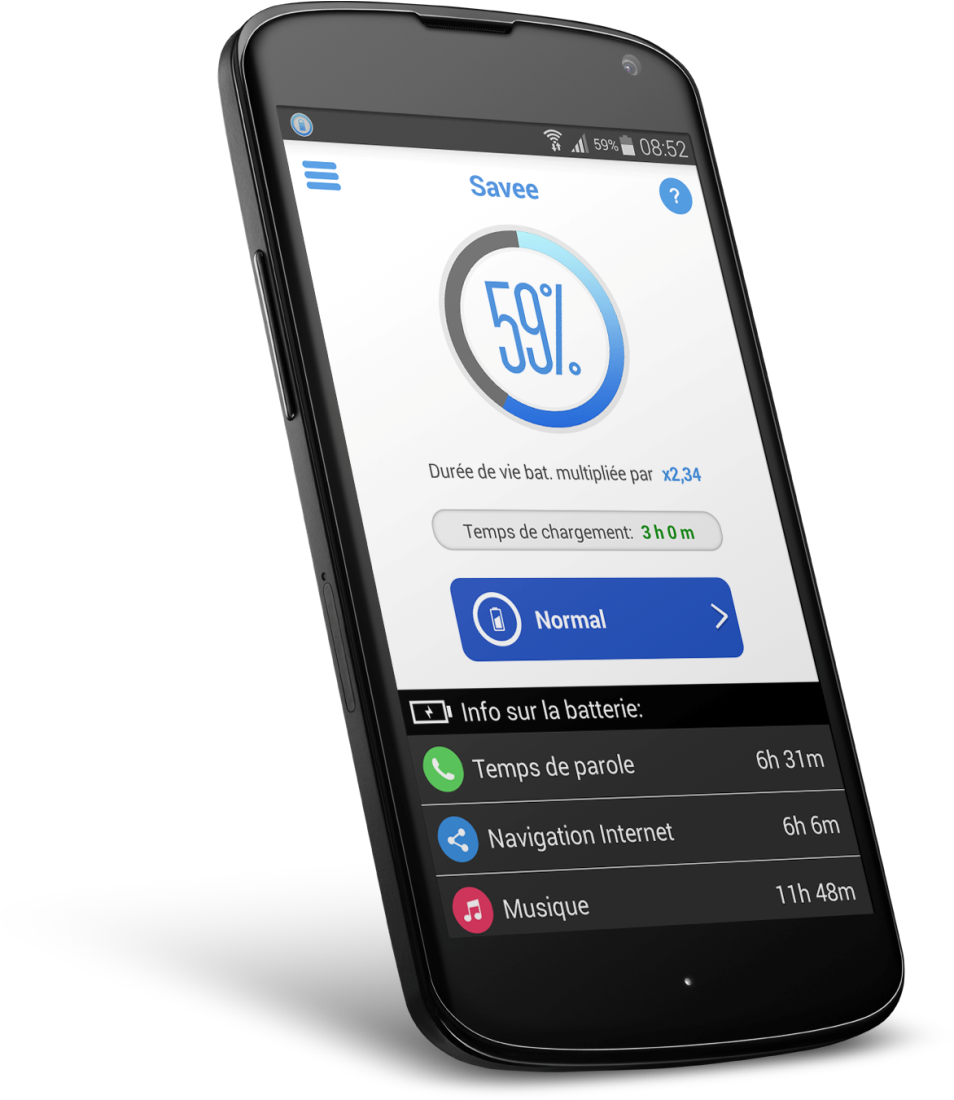 59% 08:52
Savee
?
59%
Durée de vie bat. multipliée par x2,34
Temps de chargement: 3 h 0 m
Normal
Info sur la batterie:
Temps de parole 6h 31m
Navigation Internet 6h 6m
Musique 11h 48m